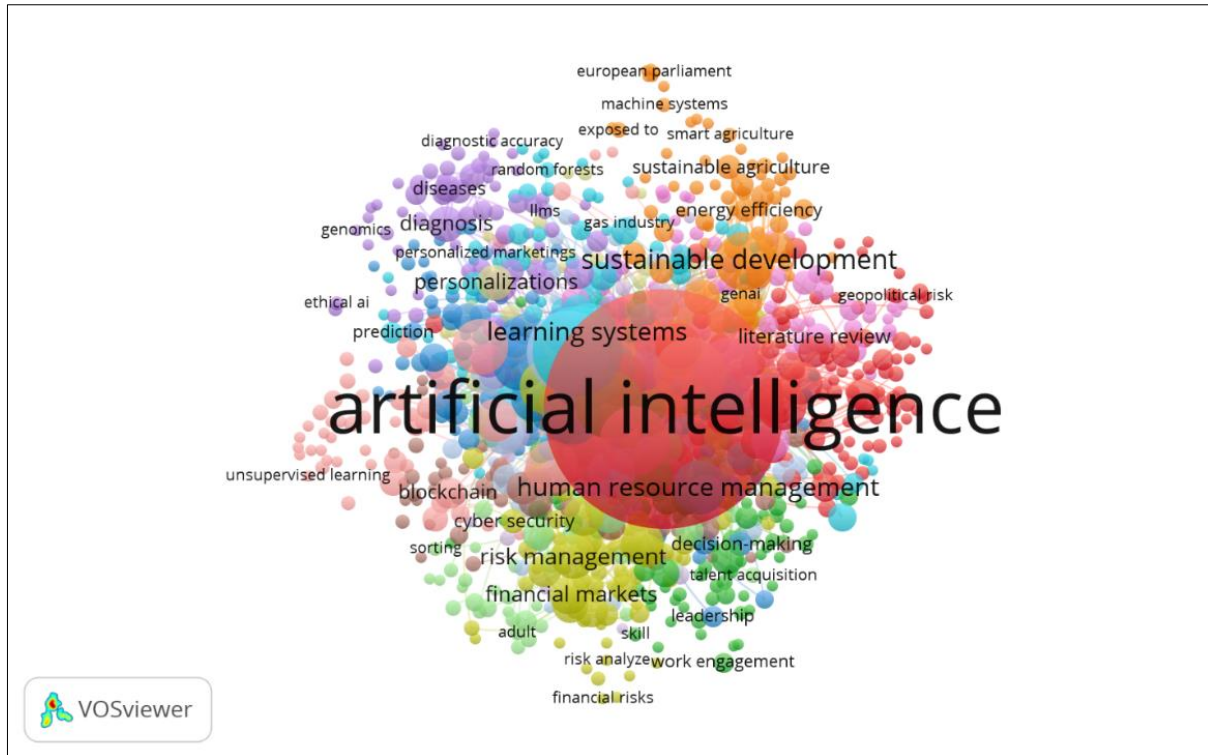 european parliament
machine systems
exposed to
smart agriculture
diagnostic accuracy
random forests
sustainable agriculture
diseases
llms
energy efficiency
genomics
diagnosis
gas industry
personalized marketings
sustainable development
personalizations
genai
geopolitical risk
ethical ai
prediction
learning systems
literature review
artificial intelligence
unsupervised learning
blockchain
human resource management
cyber security
sorting
risk management
decision-making
talent acquisition
financial markets
leadership
adult
skill
risk analyze
work engagement
financial risks
VOSviewer